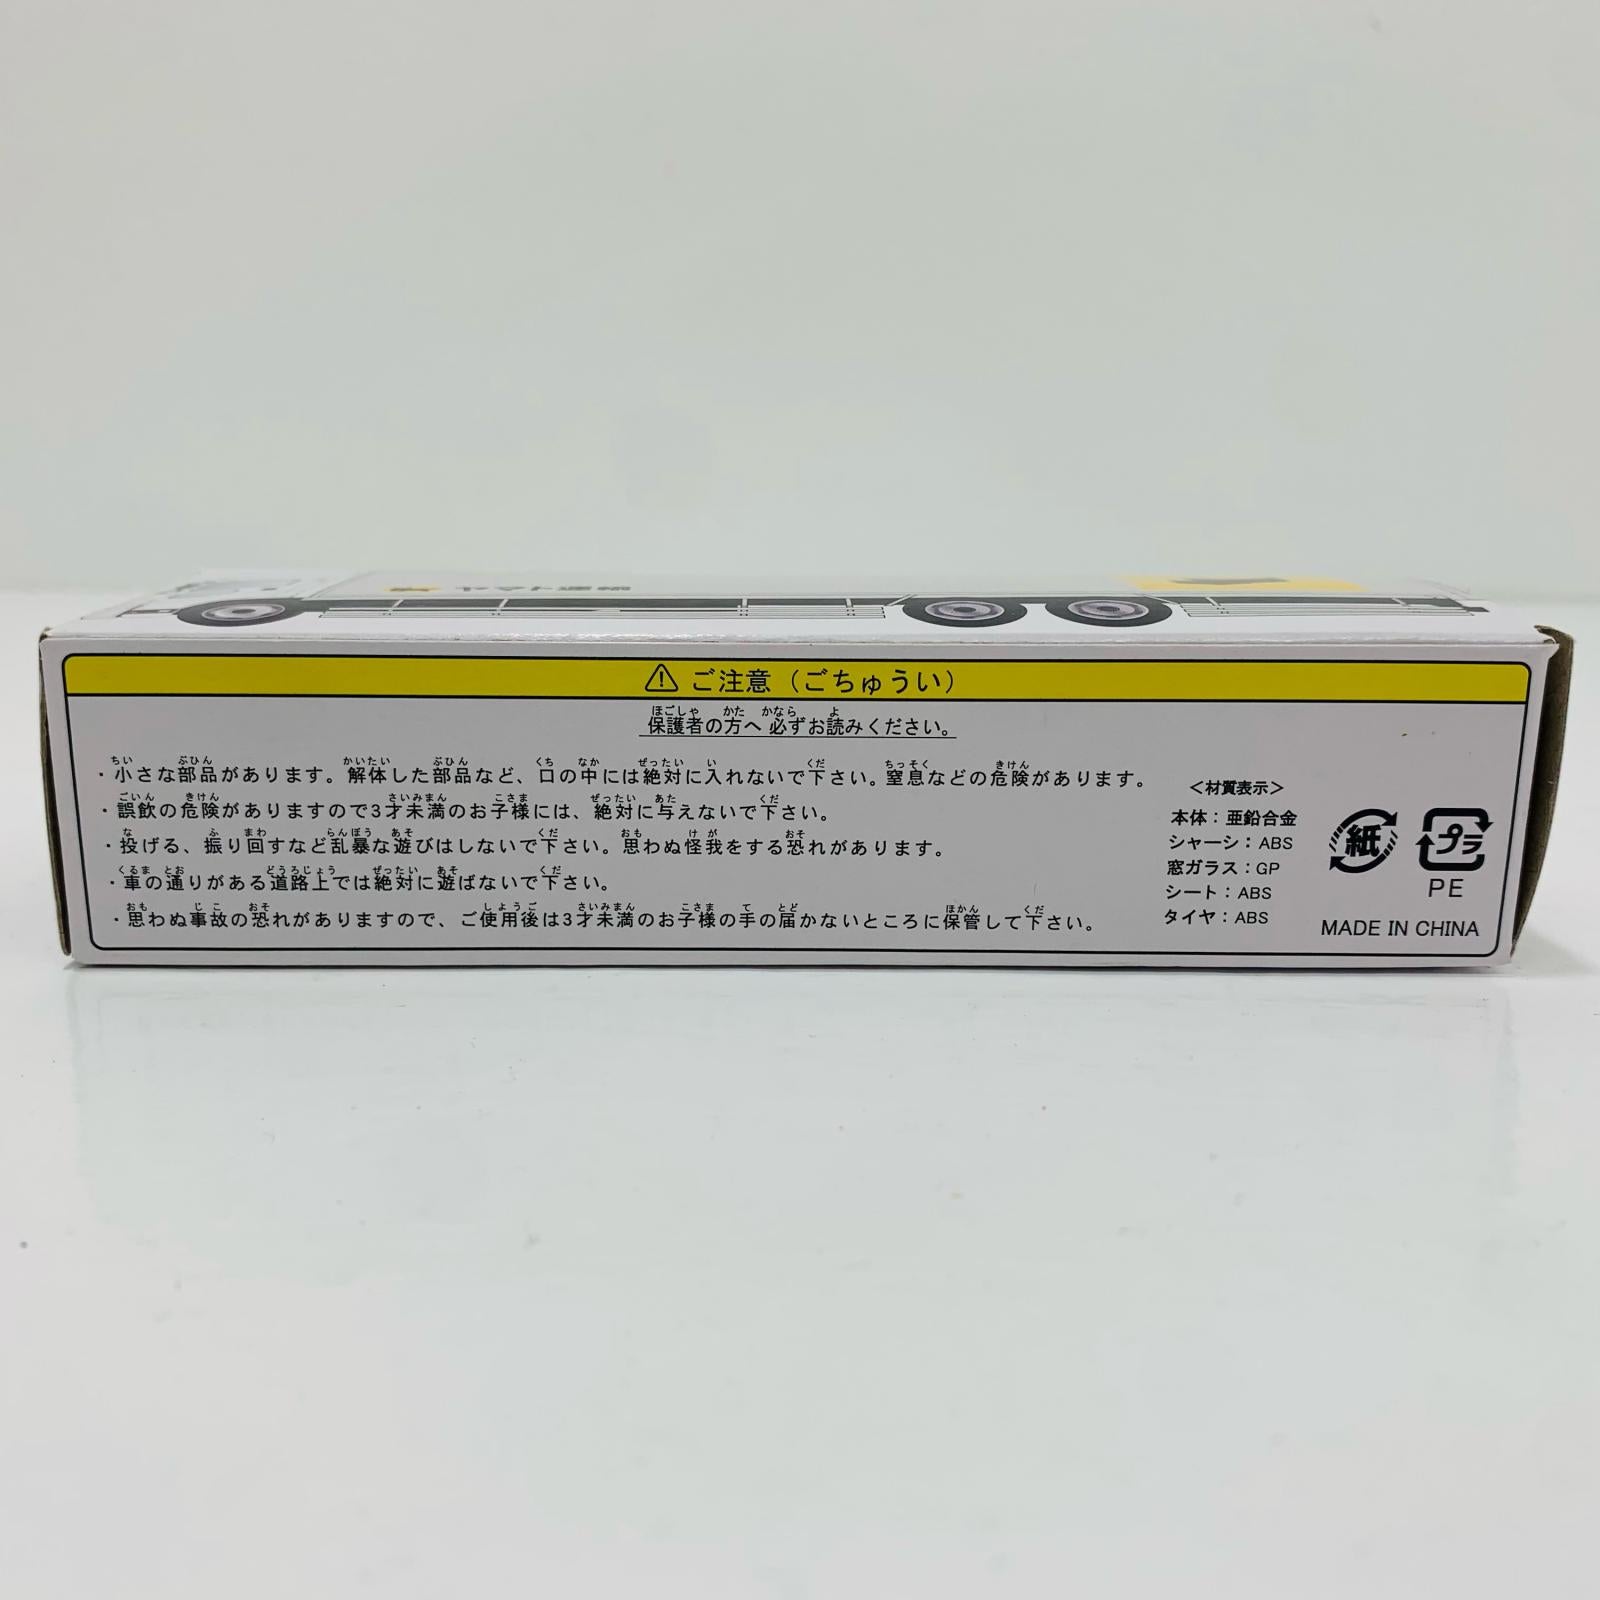 ヤマト運輸
⚠ ご注意（ごちゅうい）
保護者の方へ 必ずお読みください。
・小さな部品があります。解体した部品など、口の中には絶対に入れないで下さい。窒息などの危険があります。
・誤飲の危険がありますので3才未満のお子様には、絶対に与えないで下さい。
・投げる、振り回すなど乱暴な遊びはしないで下さい。思わぬ怪我をする恐れがあります。
・車の通りがある道路上では絶対に遊ばないで下さい。
・思わぬ事故の恐れがありますので、ご使用後は3才未満のお子様の手の届かないところに保管して下さい。
＜材質表示＞
本体：亜鉛合金
シャーシ：ABS
窓ガラス：GP
シート：ABS
タイヤ：ABS
紙
プラ
PE
MADE IN CHINA